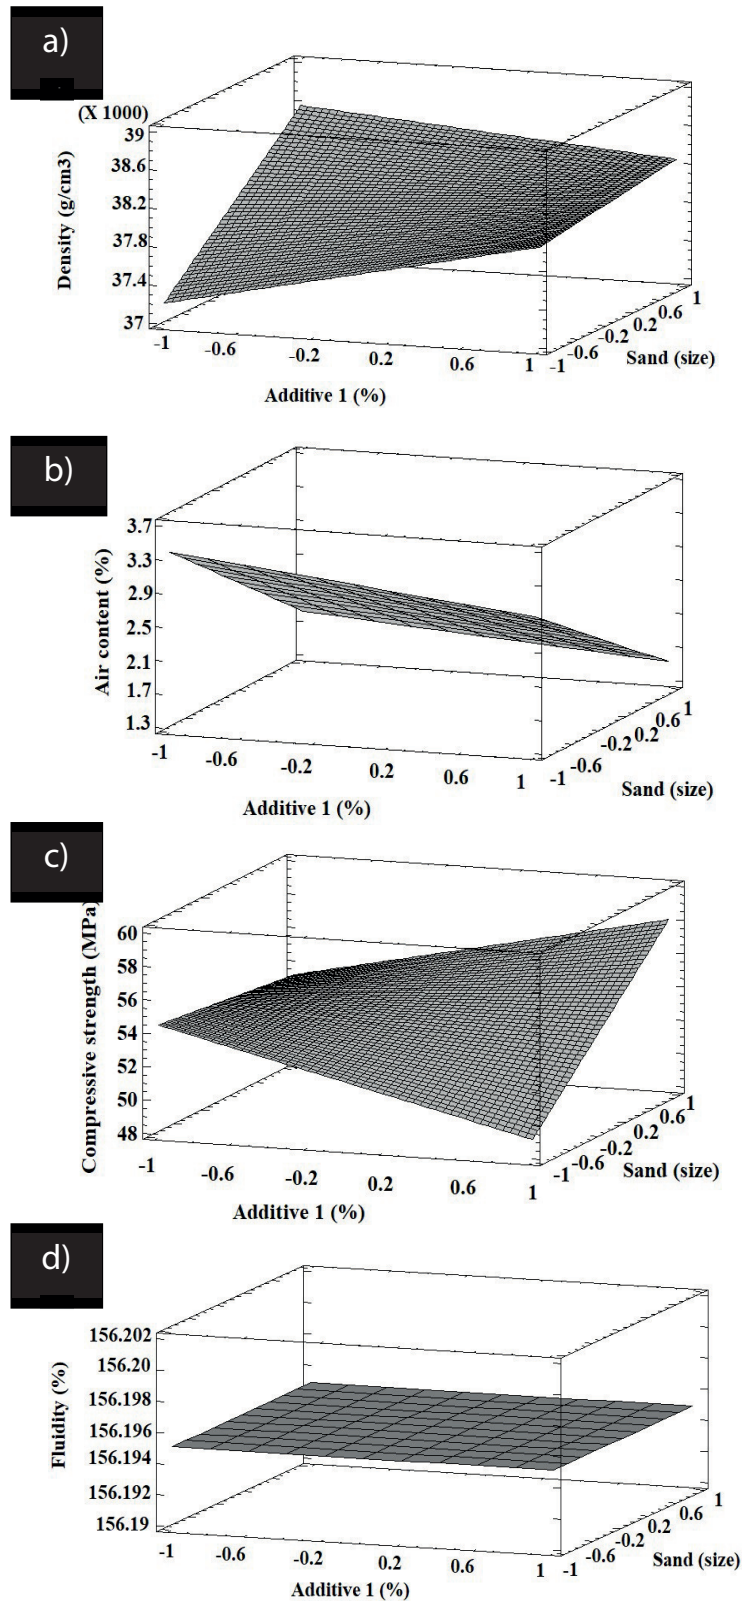 a)
(X 1000)
Density (g/cm3)
39
38.6
38.2
37.8
37.4
37
-1 -0.6 -0.2 0.2 0.6 1
Additive 1 (%)
-1 -0.6 -0.2 0.2 0.6 1
Sand (size)
b)
Air content (%)
3.7
3.3
2.9
2.5
2.1
1.7
1.3
-1 -0.6 -0.2 0.2 0.6 1
Additive 1 (%)
-1 -0.6 -0.2 0.2 0.6 1
Sand (size)
c)
Compressive strength (MPa)
60
58
56
54
52
50
48
-1 -0.6 -0.2 0.2 0.6 1
Additive 1 (%)
-1 -0.6 -0.2 0.2 0.6 1
Sand (size)
d)
Fluidity (%)
156.202
156.20
156.198
156.196
156.194
156.192
156.19
-1 -0.6 -0.2 0.2 0.6 1
Additive 1 (%)
-1 -0.6 -0.2 0.2 0.6 1
Sand (size)